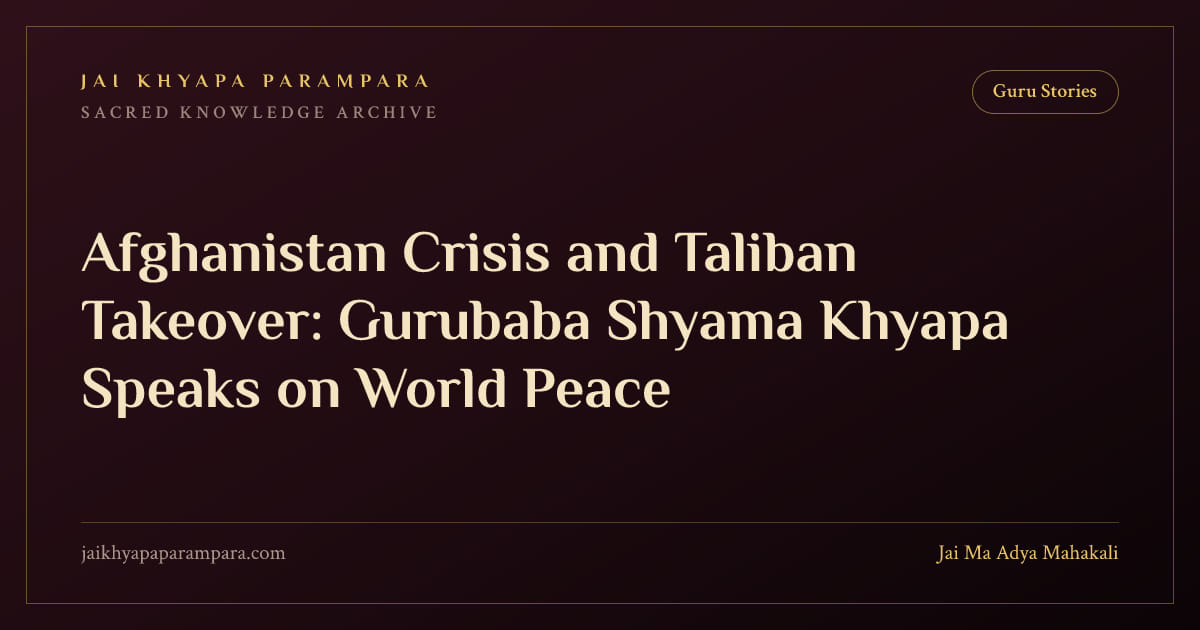 JAI KHYAPA PARAMPARA
SACRED KNOWLEDGE ARCHIVE
Guru Stories
Afghanistan Crisis and Taliban
Takeover: Gurubaba Shyama Khyapa
Speaks on World Peace
jaikhyapaparampara.com
Jai Ma Adya Mahakali